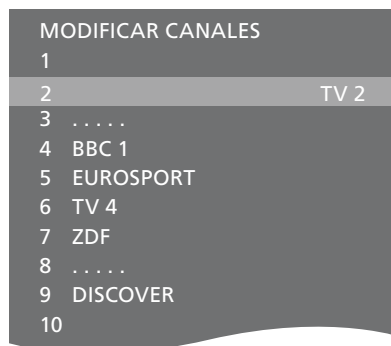 MODIFICAR CANALES
1
2 TV 2
3 . . . . .
4 BBC 1
5 EUROSPORT
6 TV 4
7 ZDF
8 . . . . .
9 DISCOVER
10